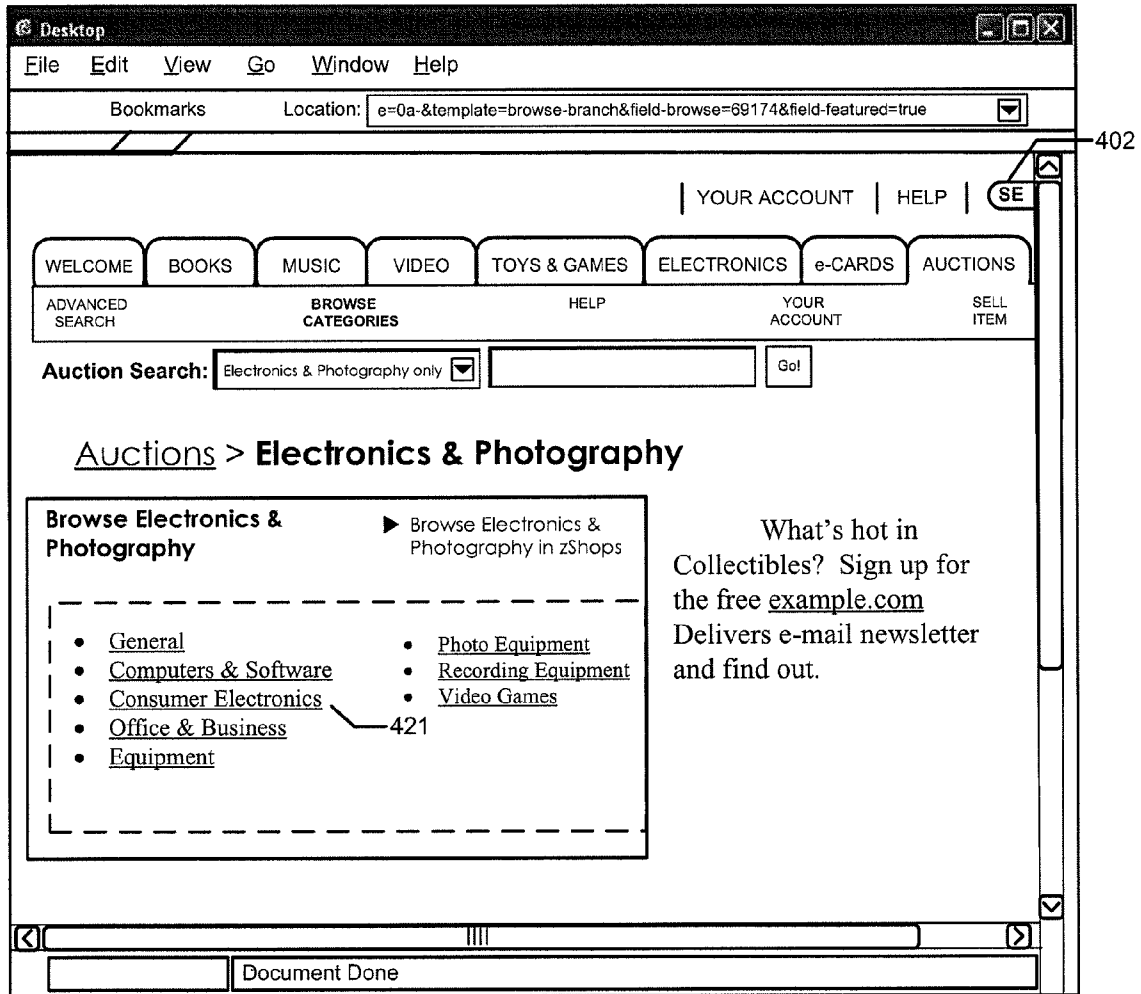 Desktop
File Edit View Go Window Help
Bookmarks Location: e=0a-&template=browse-branch&field-browse=69174&field-featured=true
402
YOUR ACCOUNT HELP SE
WELCOME BOOKS MUSIC VIDEO TOYS & GAMES ELECTRONICS e-CARDS AUCTIONS
ADVANCED SEARCH BROWSE CATEGORIES HELP YOUR ACCOUNT SELL ITEM
Auction Search: Electronics & Photography only Go!
Auctions > Electronics & Photography
Browse Electronics &
Photography
Browse Electronics &
Photography in zShops
General
Computers & Software
Consumer Electronics
421
Office & Business
Equipment
Photo Equipment
Recording Equipment
Video Games
What's hot in
Collectibles? Sign up for
the free example.com
Delivers e-mail newsletter
and find out.
Document Done